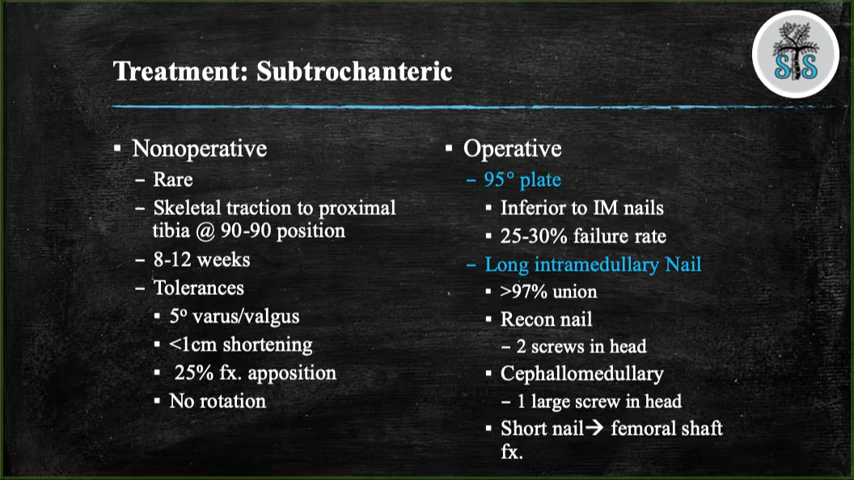 Treatment: Subtrochanteric
STS
▪ Nonoperative
– Rare
– Skeletal traction to proximal
tibia @ 90-90 position
– 8-12 weeks
– Tolerances
▪ 5º varus/valgus
▪ <1cm shortening
▪ 25% fx. apposition
▪ No rotation
▪ Operative
– 95° plate
▪ Inferior to IM nails
▪ 25-30% failure rate
– Long intramedullary Nail
▪ >97% union
▪ Recon nail
– 2 screws in head
▪ Cephallomedullary
– 1 large screw in head
▪ Short nail→ femoral shaft
fx.